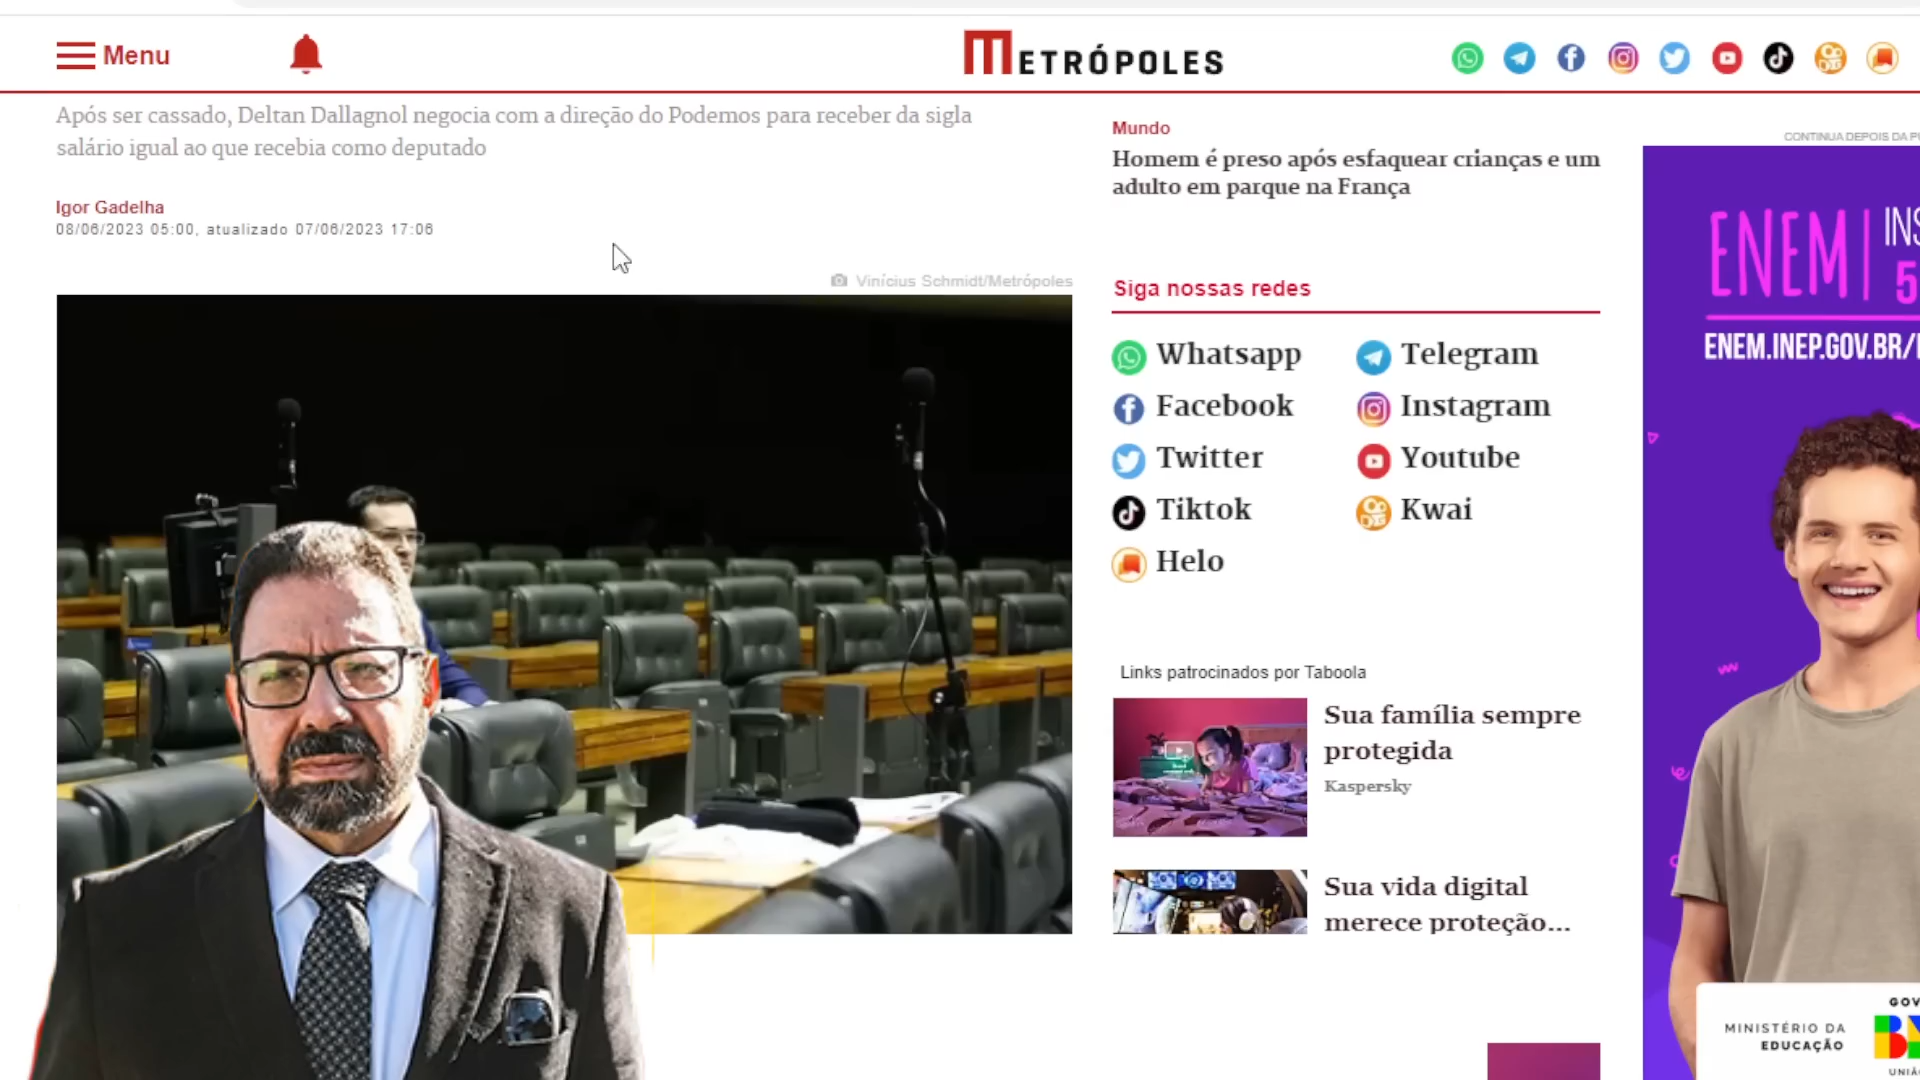 Menu
METRÓPOLES
Após ser cassado, Deltan Dallagnol negocia com a direção do Podemos para receber da sigla
salário igual ao que recebia como deputado
Igor Gadelha
08/06/2023 05:00, atualizado 07/06/2023 17:06
Vinícius Schmidt/Metrópoles
Mundo
Homem é preso após esfaquear crianças e um
adulto em parque na França
Siga nossas redes
Whatsapp
Telegram
Facebook
Instagram
Twitter
Youtube
Tiktok
Kwai
Helo
Links patrocinados por Taboola
Sua família sempre
protegida
Kaspersky
Sua vida digital
merece proteção...
CONTINUA DEPOIS DA
ENEM
ENEM.INEP.GOV.BR/
MINISTÉRIO DA
EDUCAÇÃO